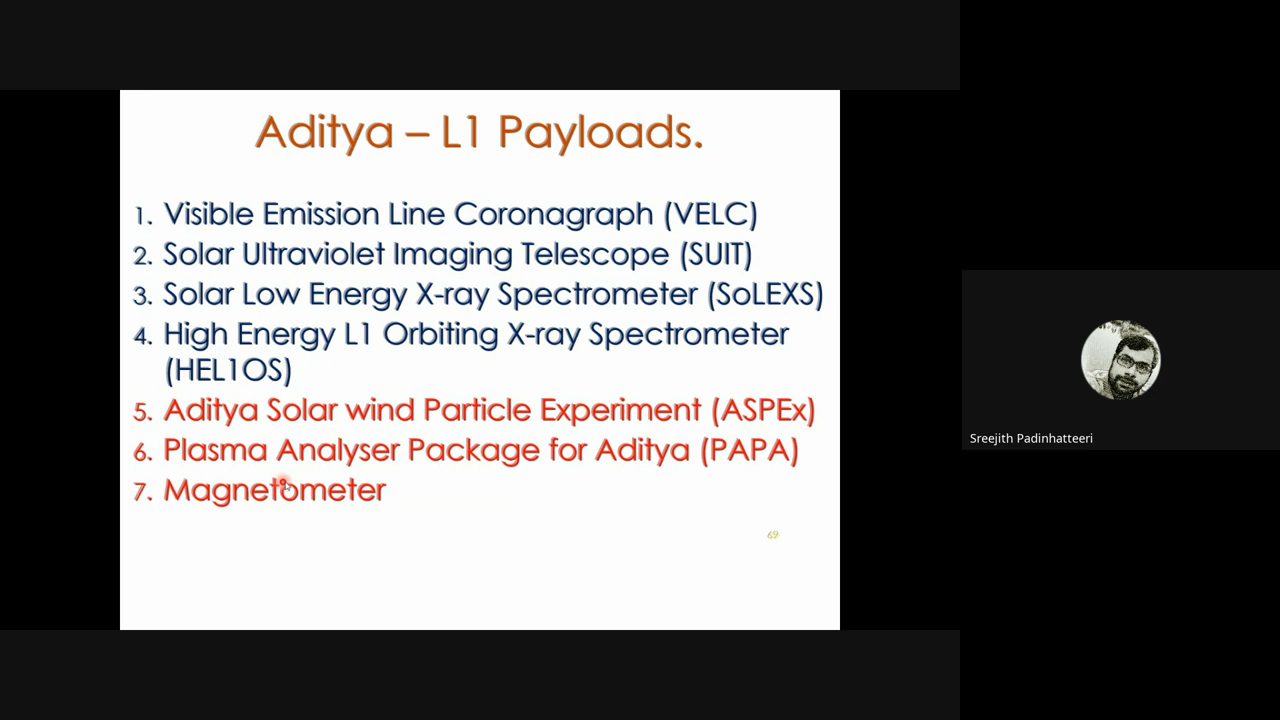 Aditya – L1 Payloads.
1. Visible Emission Line Coronagraph (VELC)
2. Solar Ultraviolet Imaging Telescope (SUIT)
3. Solar Low Energy X-ray Spectrometer (SoLEXS)
4. High Energy L1 Orbiting X-ray Spectrometer
(HEL1OS)
5. Aditya Solar wind Particle Experiment (ASPEx)
6. Plasma Analyser Package for Aditya (PAPA)
7. Magnetometer
69
Sreejith Padinhatteeri